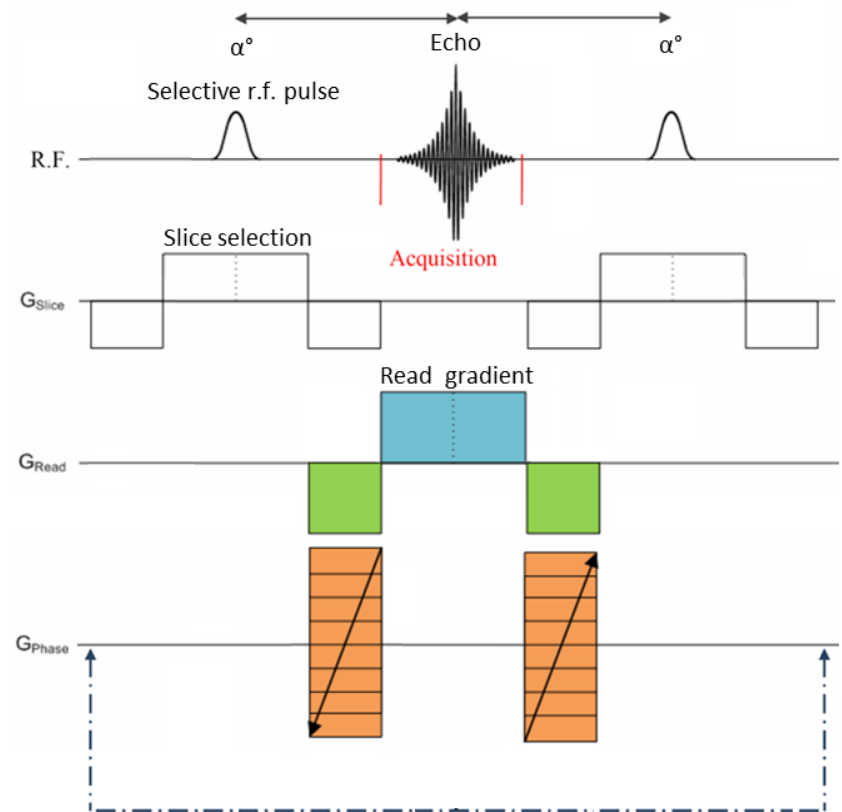 Echo
α°
α°
Selective r.f. pulse
R.F.
Slice selection
Acquisition
GSlice
Read gradient
GRead
GPhase